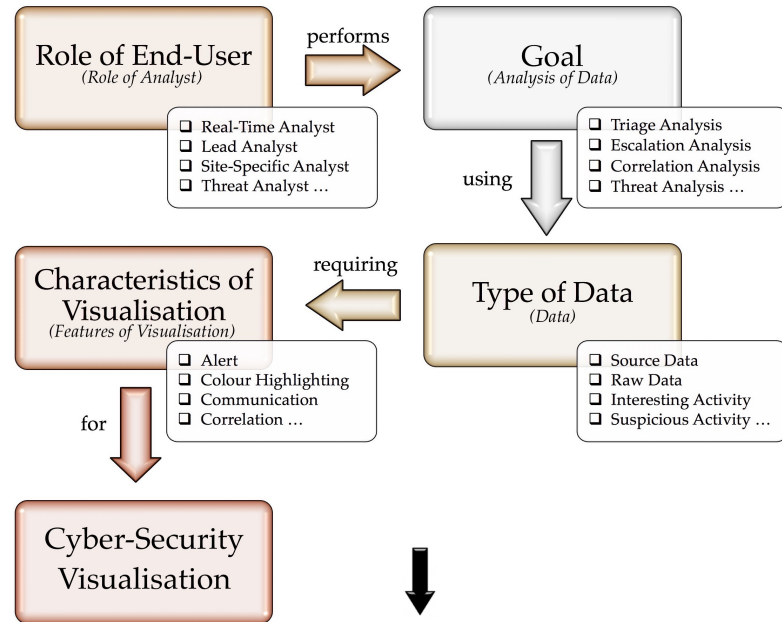 Role of End-User
(Role of Analyst)
❑ Real-Time Analyst
❑ Lead Analyst
❑ Site-Specific Analyst
❑ Threat Analyst …
performs
Goal
(Analysis of Data)
❑ Triage Analysis
❑ Escalation Analysis
❑ Correlation Analysis
❑ Threat Analysis …
using
Type of Data
(Data)
❑ Source Data
❑ Raw Data
❑ Interesting Activity
❑ Suspicious Activity …
requiring
Characteristics of
Visualisation
(Features of Visualisation)
❑ Alert
❑ Colour Highlighting
❑ Communication
❑ Correlation …
for
Cyber-Security
Visualisation